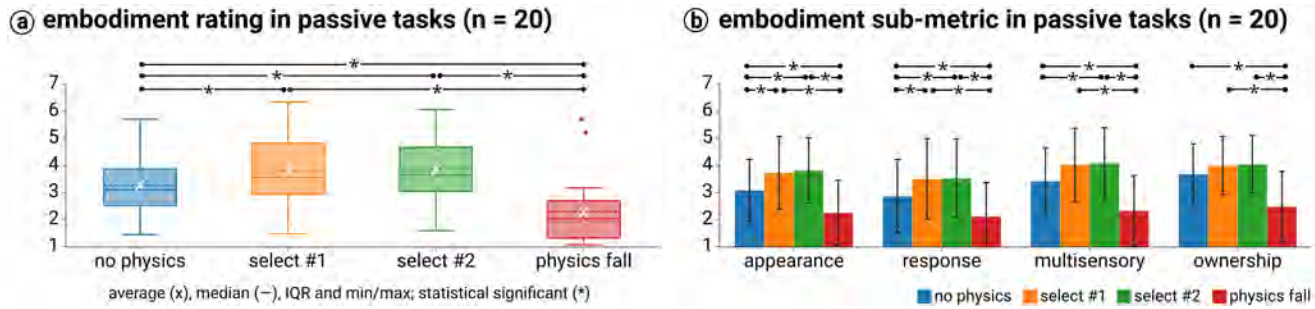 a embodiment rating in passive tasks (n = 20)
* 
* *
* *
7
6
5
4
3
2
1
no physics select #1 select #2 physics fall
average (x), median (—), IQR and min/max; statistical significant (*)
b embodiment sub-metric in passive tasks (n = 20)
* * * *
* * * * * * *
* * * * * *
7
6
5
4
3
2
1
appearance response multisensory ownership
no physics select #1 select #2 physics fall